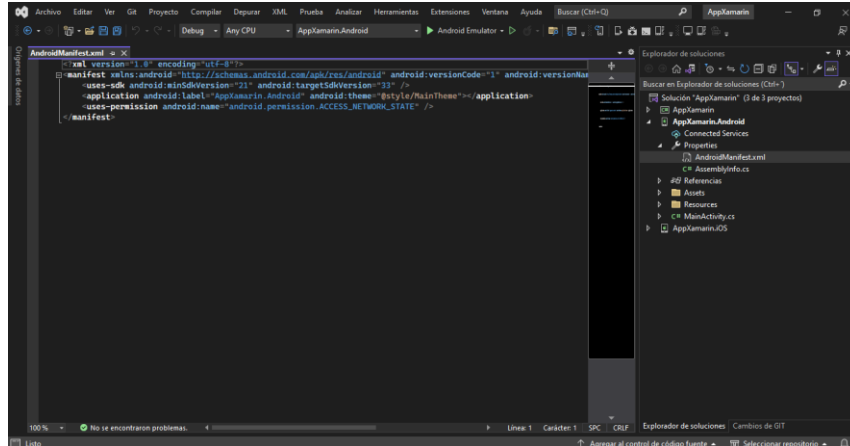 Archivo Editar Ver Git Proyecto Compilar Depurar XML Prueba Analizar Herramientas Extensiones Ventana Ayuda Buscar (Ctrl+Q) AppXamarin
Debug Any CPU AppXamarin.Android Android Emulator
Orígenes de datos
AndroidManifest.xml
<?xml version="1.0" encoding="utf-8"?>
<manifest xmlns:android="http://schemas.android.com/apk/res/android" android:versionCode="1" android:versionNam
<uses-sdk android:minSdkVersion="21" android:targetSdkVersion="33" />
<application android:label="AppXamarin.Android" android:theme="@style/MainTheme"></application>
<uses-permission android:name="android.permission.ACCESS_NETWORK_STATE" />
</manifest>
100 % No se encontraron problemas. Línea: 1 Carácter: 1 SPC CRLF
Explorador de soluciones
Buscar en Explorador de soluciones (Ctrl+')
Solución "AppXamarin" (3 de 3 proyectos)
AppXamarin
AppXamarin.Android
Connected Services
Properties
AndroidManifest.xml
C# AssemblyInfo.cs
Referencias
Assets
Resources
C# MainActivity.cs
AppXamarin.iOS
Explorador de soluciones Cambios de GIT
Listo Agregar al control de código fuente Seleccionar repositorio